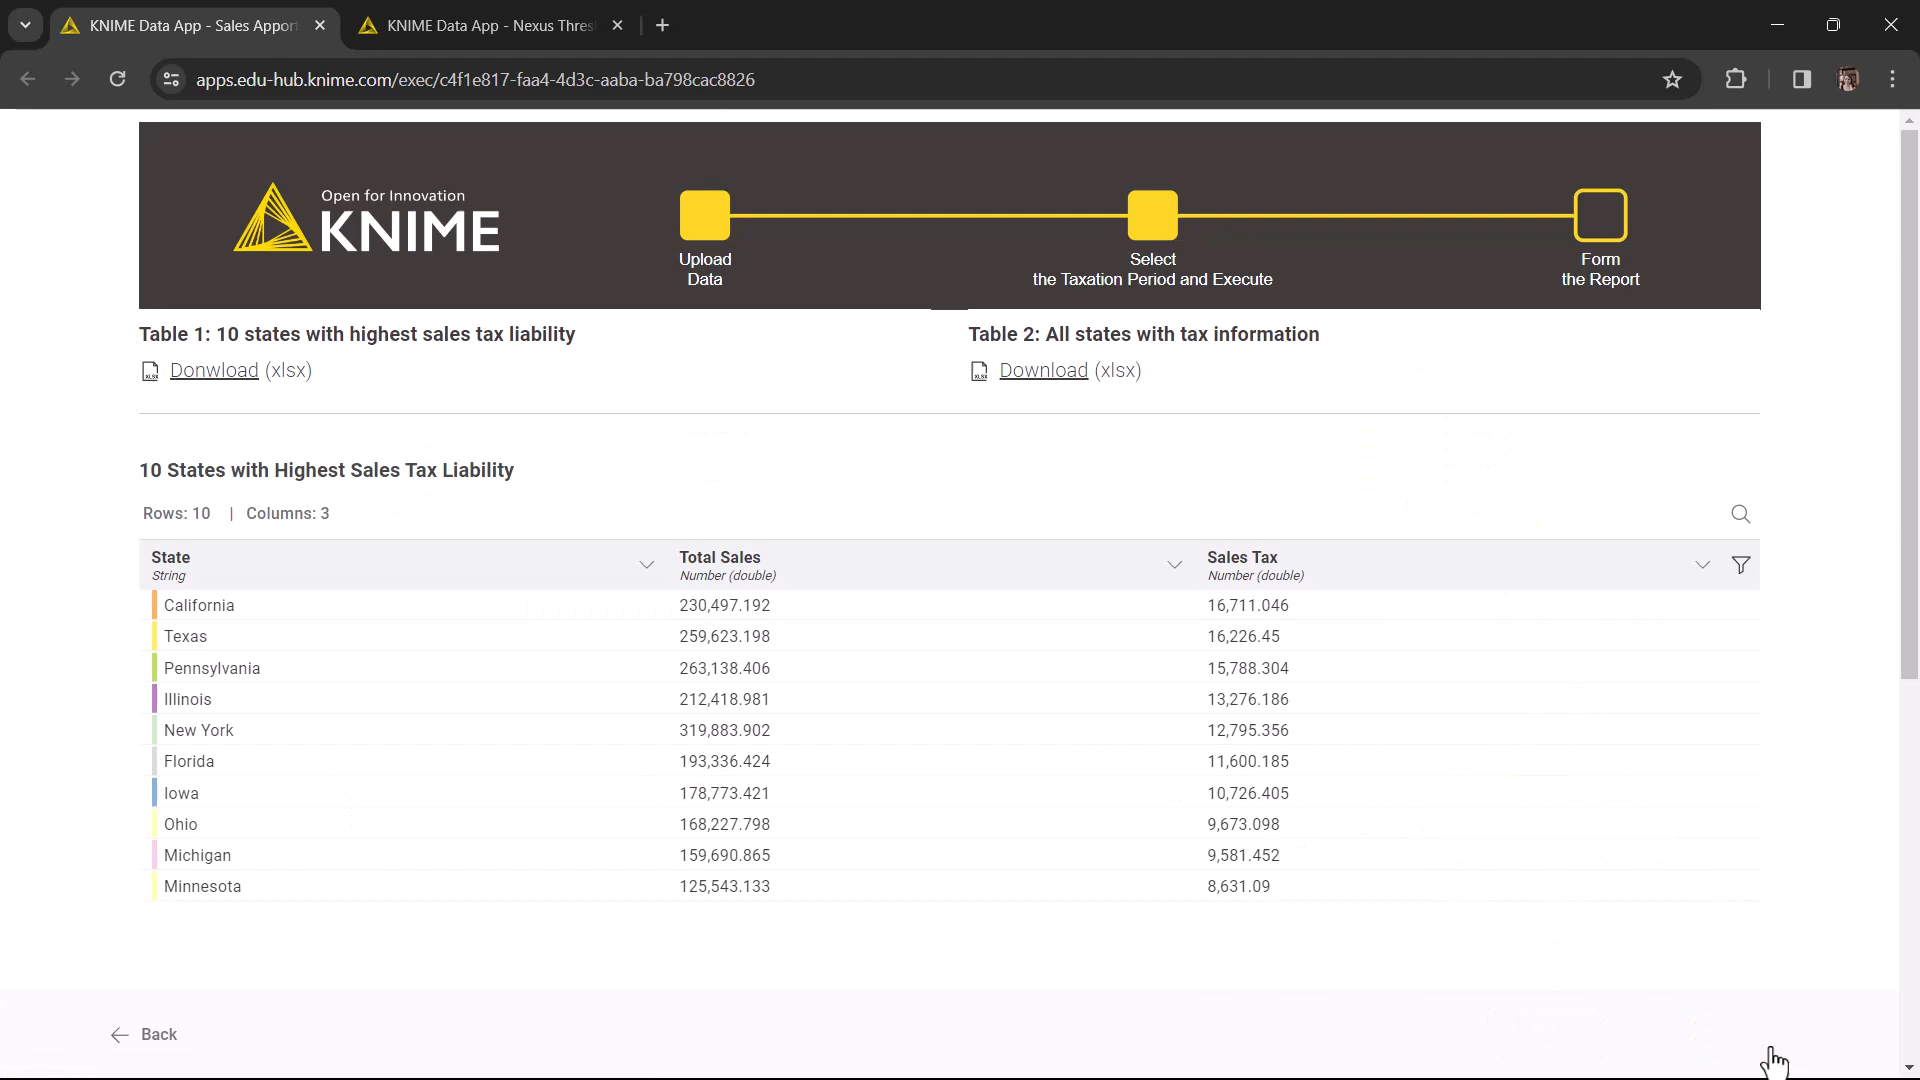 KNIME Data App - Sales Appor
KNIME Data App - Nexus Thres
apps.edu-hub.knime.com/exec/c4f1e817-faa4-4d3c-aaba-ba798cac8826
Open for Innovation
KNIME
Upload
Data
Select
the Taxation Period and Execute
Form
the Report
Table 1: 10 states with highest sales tax liability
Donwload (xlsx)
Table 2: All states with tax information
Download (xlsx)
10 States with Highest Sales Tax Liability
Rows: 10 | Columns: 3
State Total Sales Sales Tax
String Number (double) Number (double)
California 230,497.192 16,711.046
Texas 259,623.198 16,226.45
Pennsylvania 263,138.406 15,788.304
Illinois 212,418.981 13,276.186
New York 319,883.902 12,795.356
Florida 193,336.424 11,600.185
Iowa 178,773.421 10,726.405
Ohio 168,227.798 9,673.098
Michigan 159,690.865 9,581.452
Minnesota 125,543.133 8,631.09
Back